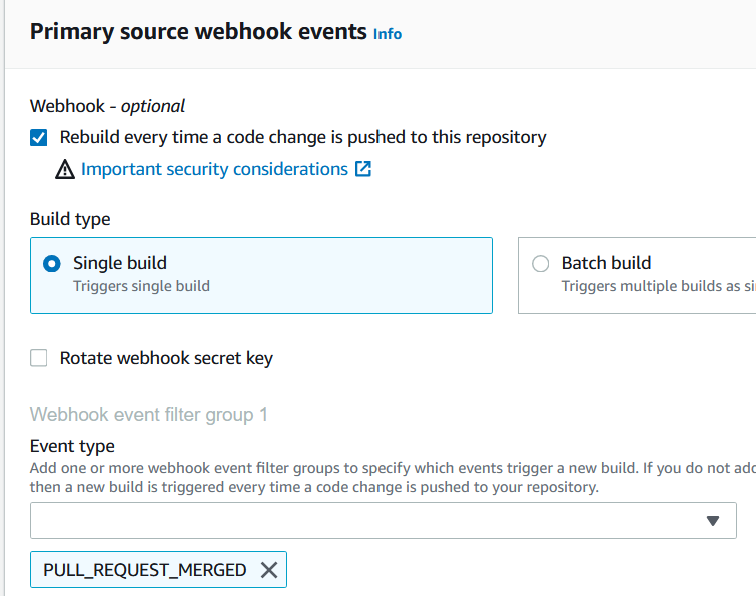 Primary source webhook events Info
Webhook - optional
Rebuild every time a code change is pushed to this repository
Important security considerations
Build type
Single build
Triggers single build
Batch build
Triggers multiple builds as
Rotate webhook secret key
Webhook event filter group 1
Event type
Add one or more webhook event filter groups to specify which events trigger a new build. If you do not
then a new build is triggered every time a code change is pushed to your repository.
PULL_REQUEST_MERGED